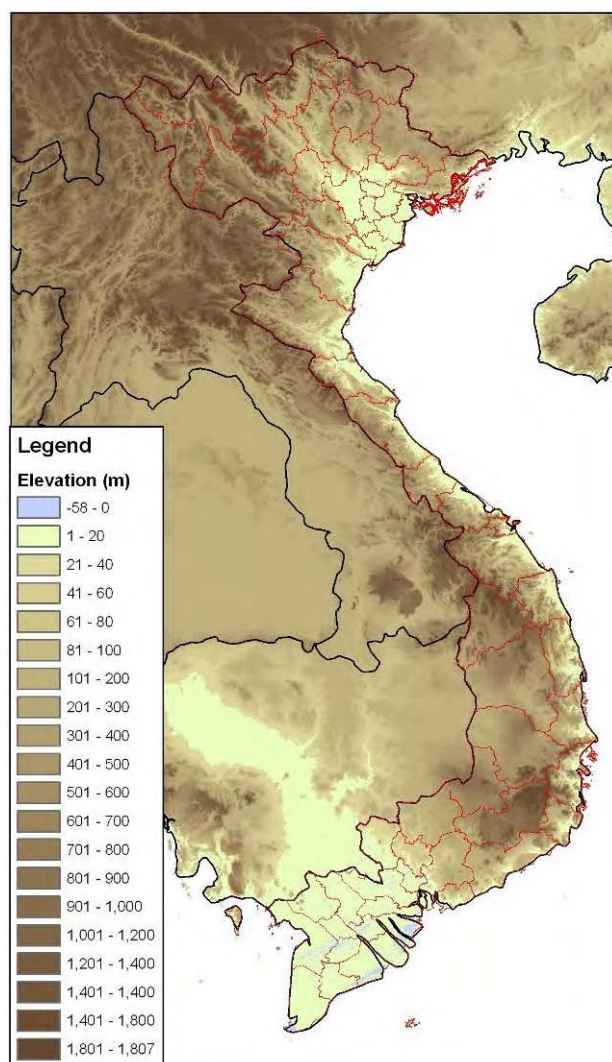 Legend
Elevation (m)
-58 - 0
1 - 20
21 - 40
41 - 60
61 - 80
81 - 100
101 - 200
201 - 300
301 - 400
401 - 500
501 - 600
601 - 700
701 - 800
801 - 900
901 - 1,000
1,001 - 1,200
1,201 - 1,400
1,401 - 1,400
1,401 - 1,800
1,801 - 1,807